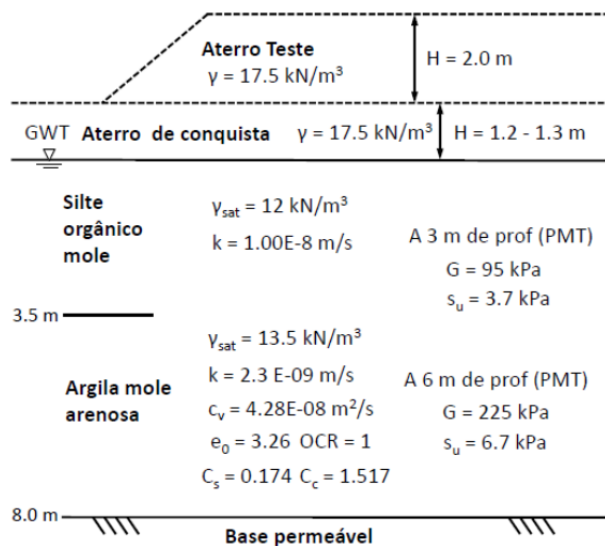 Aterro Teste
γ = 17.5 kN/m³
H = 2.0 m
GWT Aterro de conquista γ = 17.5 kN/m³ H = 1.2 - 1.3 m
Silte
orgânico
mole
γsat = 12 kN/m³
k = 1.00E-8 m/s
A 3 m de prof (PMT)
G = 95 kPa
su = 3.7 kPa
3.5 m
Argila mole
arenosa
γsat = 13.5 kN/m³
k = 2.3 E-09 m/s
cv = 4.28E-08 m²/s
e0 = 3.26 OCR = 1
Cs = 0.174 Cc = 1.517
A 6 m de prof (PMT)
G = 225 kPa
su = 6.7 kPa
8.0 m
Base permeável